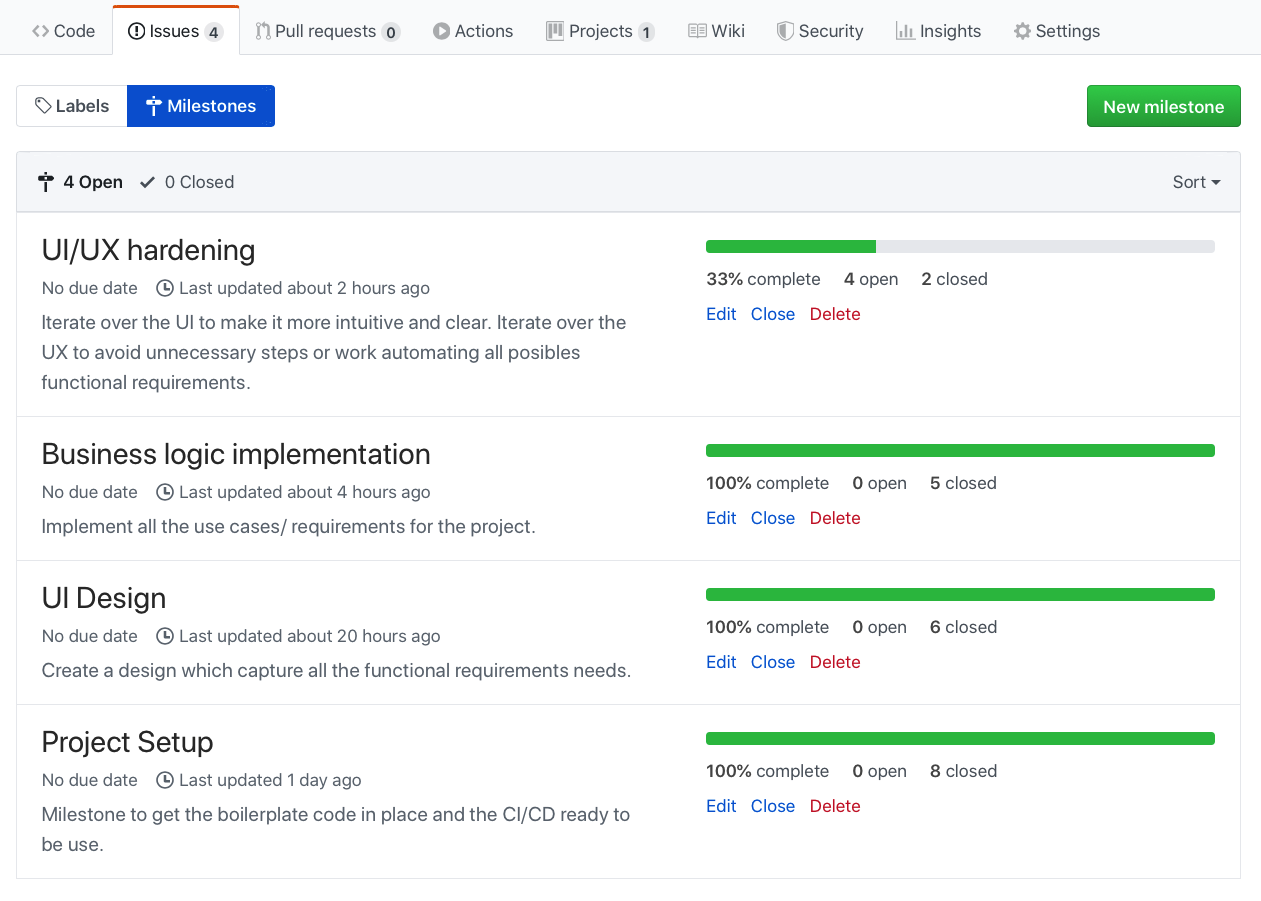 Code Issues 4 Pull requests 0 Actions Projects 1 Wiki Security Insights Settings
Labels Milestones New milestone
4 Open 0 Closed Sort
UI/UX hardening
No due date Last updated about 2 hours ago
Iterate over the UI to make it more intuitive and clear. Iterate over the
UX to avoid unnecessary steps or work automating all posibles
functional requirements.
33% complete 4 open 2 closed
Edit Close Delete
Business logic implementation
No due date Last updated about 4 hours ago
Implement all the use cases/ requirements for the project.
100% complete 0 open 5 closed
Edit Close Delete
UI Design
No due date Last updated about 20 hours ago
Create a design which capture all the functional requirements needs.
100% complete 0 open 6 closed
Edit Close Delete
Project Setup
No due date Last updated 1 day ago
Milestone to get the boilerplate code in place and the CI/CD ready to
be use.
100% complete 0 open 8 closed
Edit Close Delete